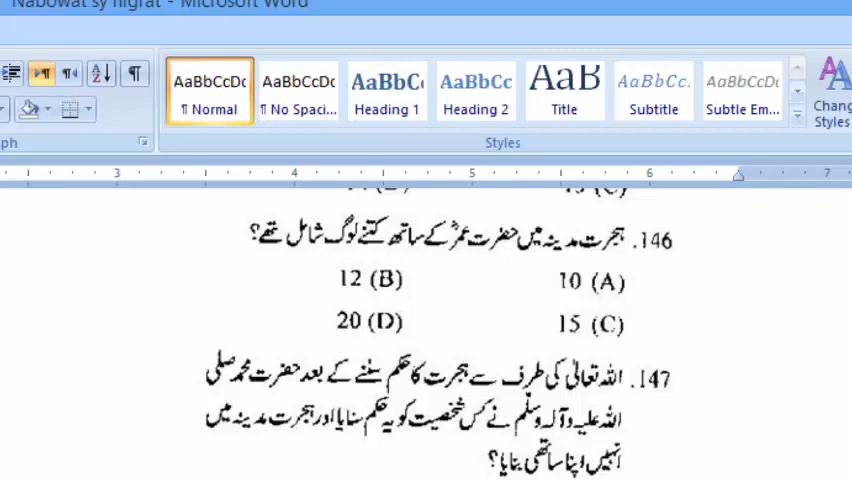 Nabowat sy higrat - Microsoft Word
AaBbCcDc AaBbCcDc AaBbC AaBbCc AaB AaBbCc. AaBbCcDc
¶ Normal ¶ No Spaci... Heading 1 Heading 2 Title Subtitle Subtle Em...
Change
Styles
ph
Styles
3 4 5 6 7
146. ہجرت مدینہ میں حضرت عمرؓ کے ساتھ کتنے لوگ شامل تھے؟
(A) 10 (B) 12
(C) 15 (D) 20
147. اللہ تعالیٰ کی طرف سے ہجرت کا حکم سننے کے بعد حضرت محمد صلی
اللہ علیہ وآلہ وسلم نے کس شخصیت کو یہ حکم سنایا اور ہجرت مدینہ میں
انہیں اپنا ساتھی بنایا؟